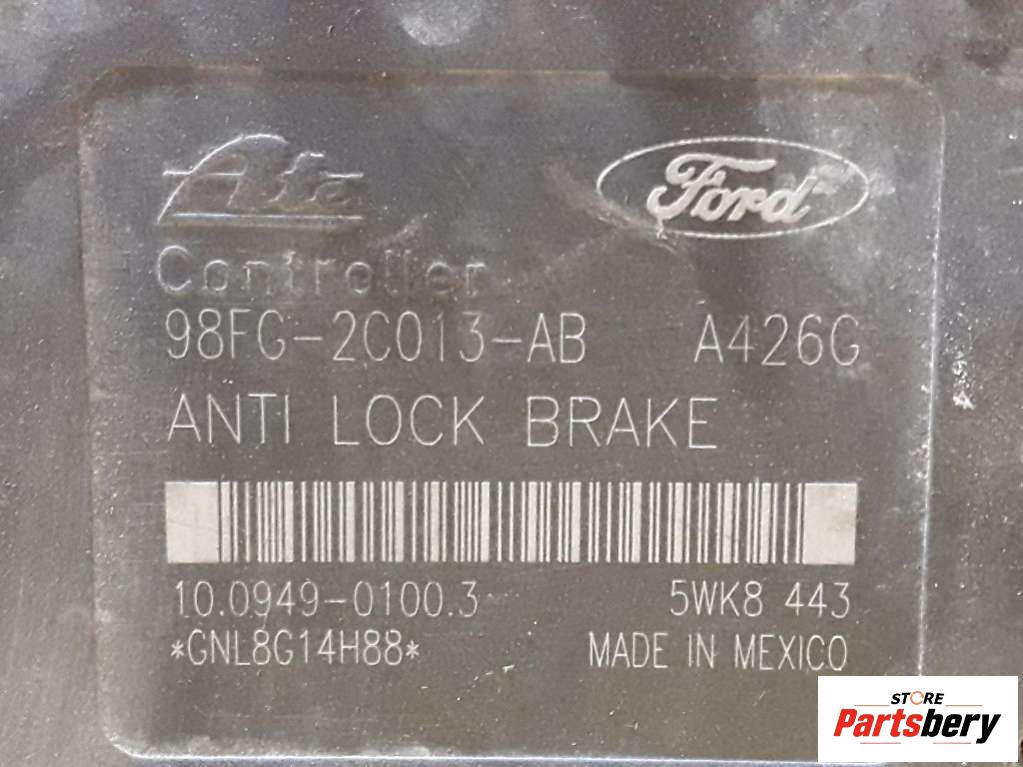 Ate
Ford
Controller
98FG-2C013-AB A426G
ANTI LOCK BRAKE
10.0949-0100.3 5WK8 443
*GNL8G14H88* MADE IN MEXICO
STORE
Partsbery